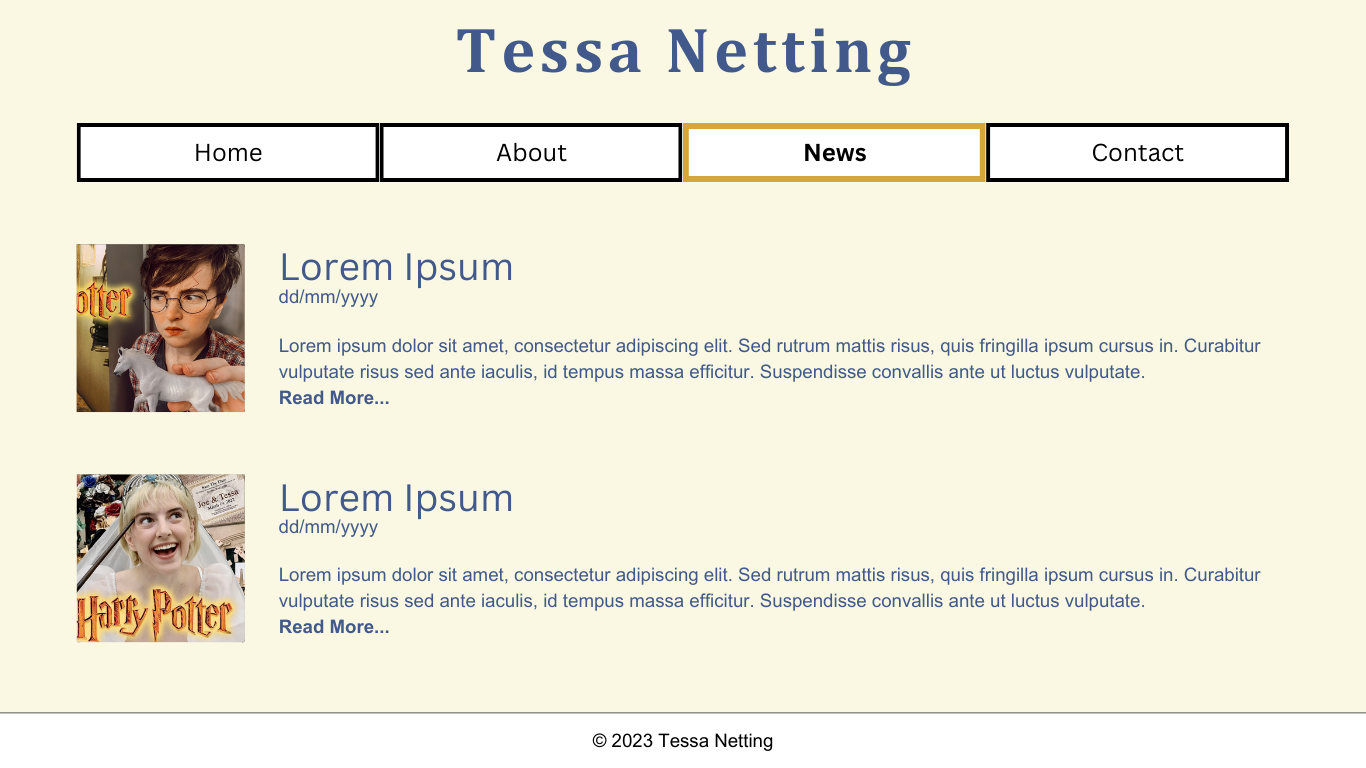 Tessa Netting
Home
About
News
Contact
otter
Lorem Ipsum
dd/mm/yyyy
Lorem ipsum dolor sit amet, consectetur adipiscing elit. Sed rutrum mattis risus, quis fringilla ipsum cursus in. Curabitur
vulputate risus sed ante iaculis, id tempus massa efficitur. Suspendisse convallis ante ut luctus vulputate.
Read More...
Joe & Tessa
Harry Potter
Lorem Ipsum
dd/mm/yyyy
Lorem ipsum dolor sit amet, consectetur adipiscing elit. Sed rutrum mattis risus, quis fringilla ipsum cursus in. Curabitur
vulputate risus sed ante iaculis, id tempus massa efficitur. Suspendisse convallis ante ut luctus vulputate.
Read More...
© 2023 Tessa Netting